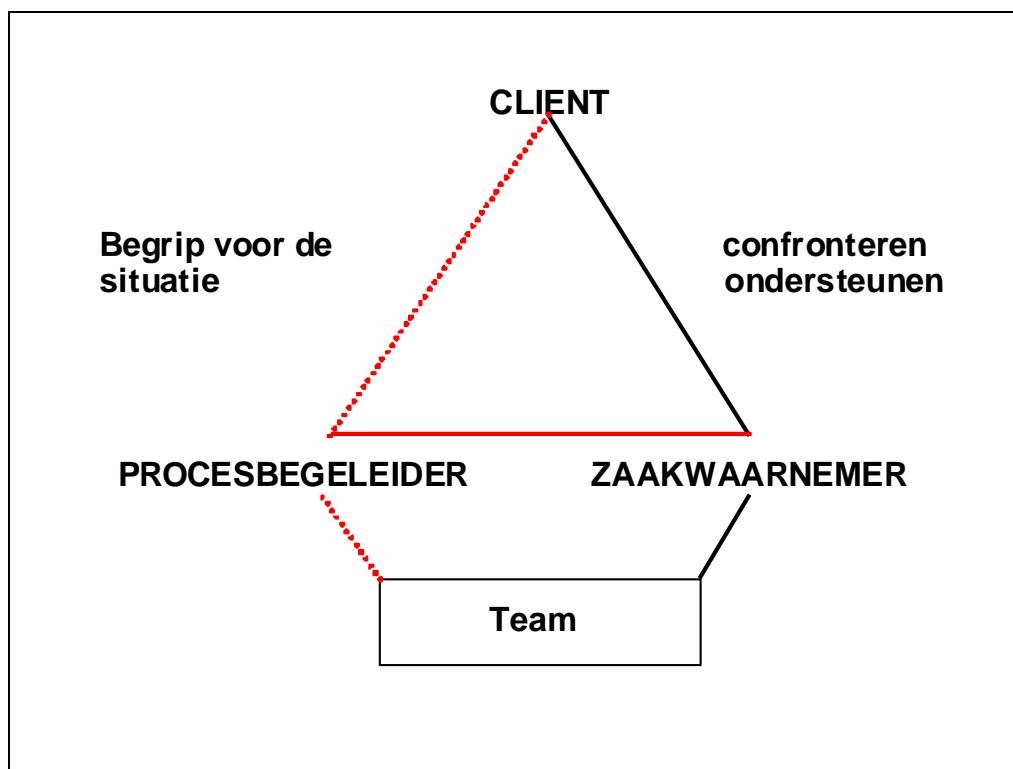 CLIENT
Begrip voor de
situatie
confronteren
ondersteunen
PROCESBEGELEIDER
ZAAKWAARNEMER
Team